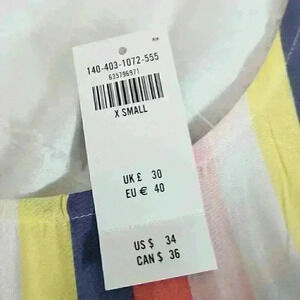 140-403-1072-555
635796971
X SMALL
UK £ 30
EU € 40
US $ 34
CAN $ 36